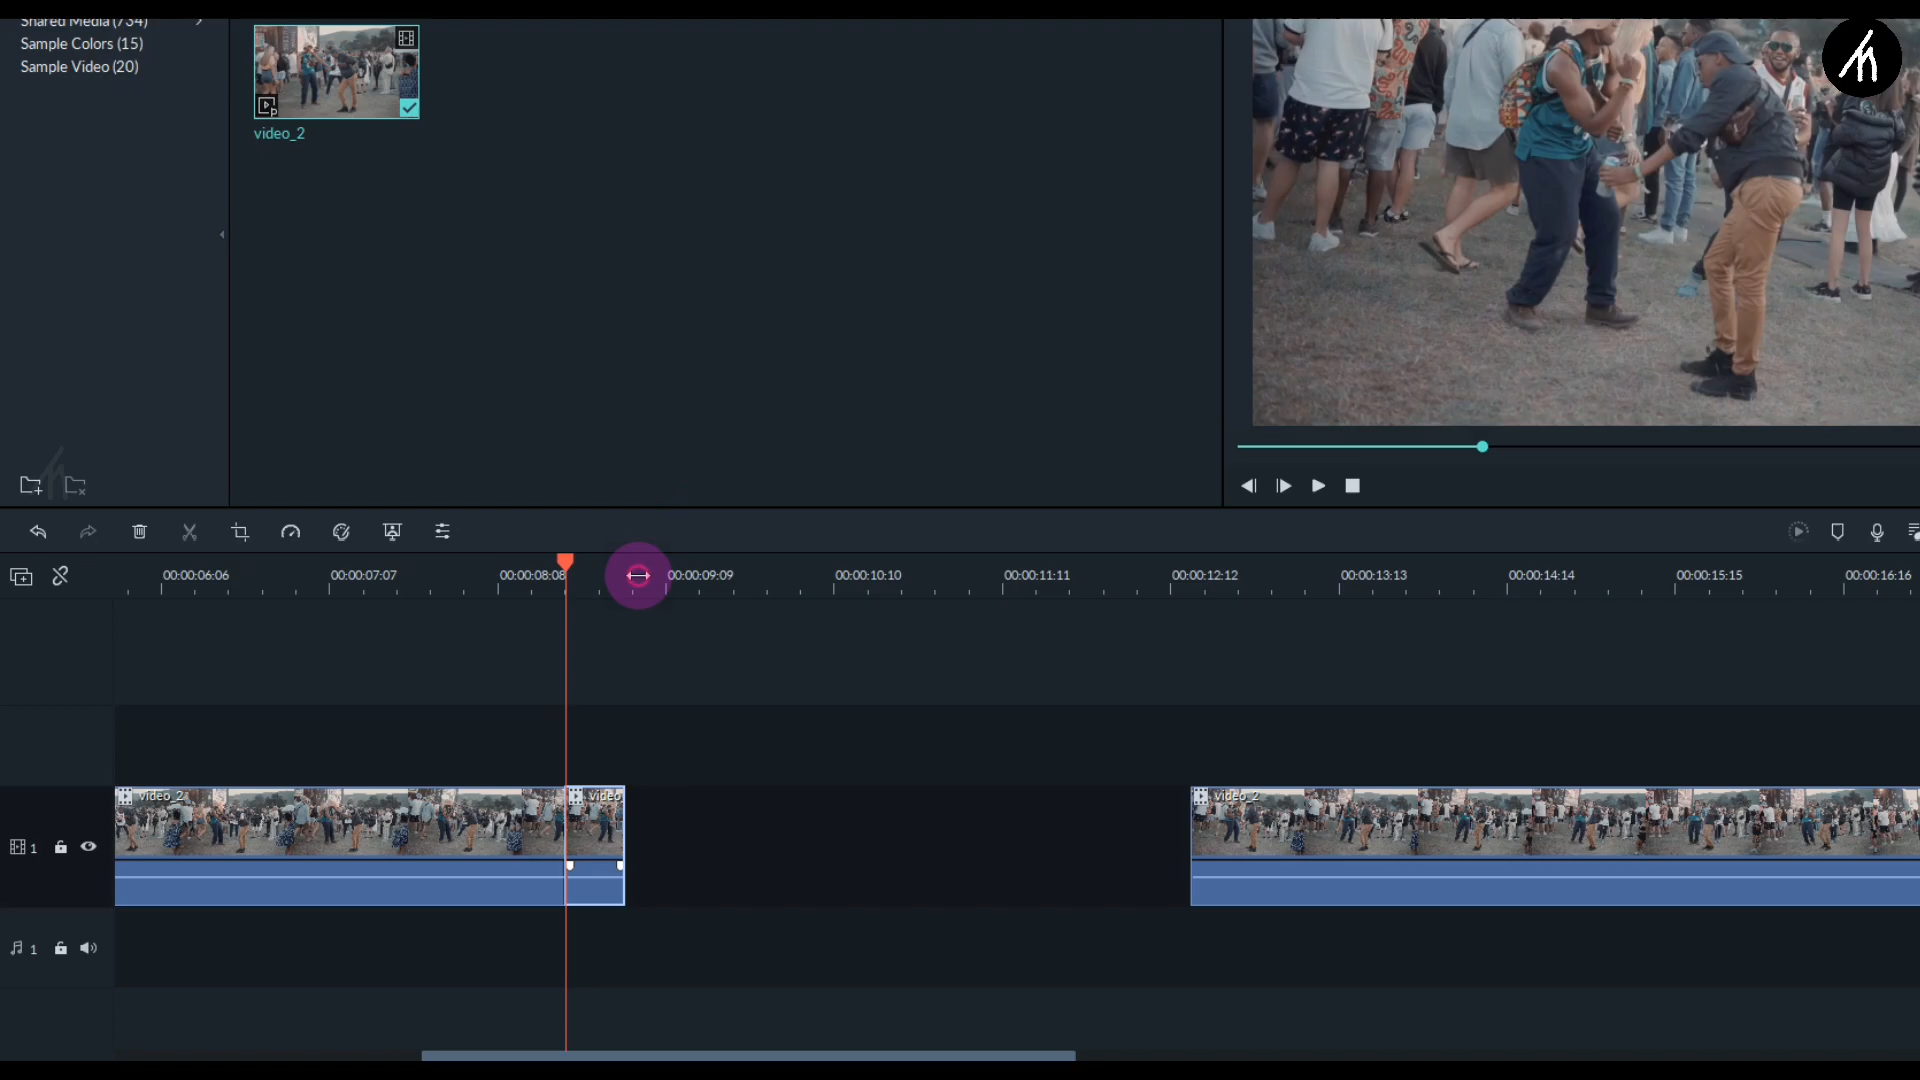 Shared Media (734)
Sample Colors (15)
Sample Video (20)
video_2
00:00:06:06
00:00:07:07
00:00:08:08
00:00:09:09
00:00:10:10
00:00:11:11
00:00:12:12
00:00:13:13
00:00:14:14
00:00:15:15
00:00:16:16
video_2
video
video_2
1
1